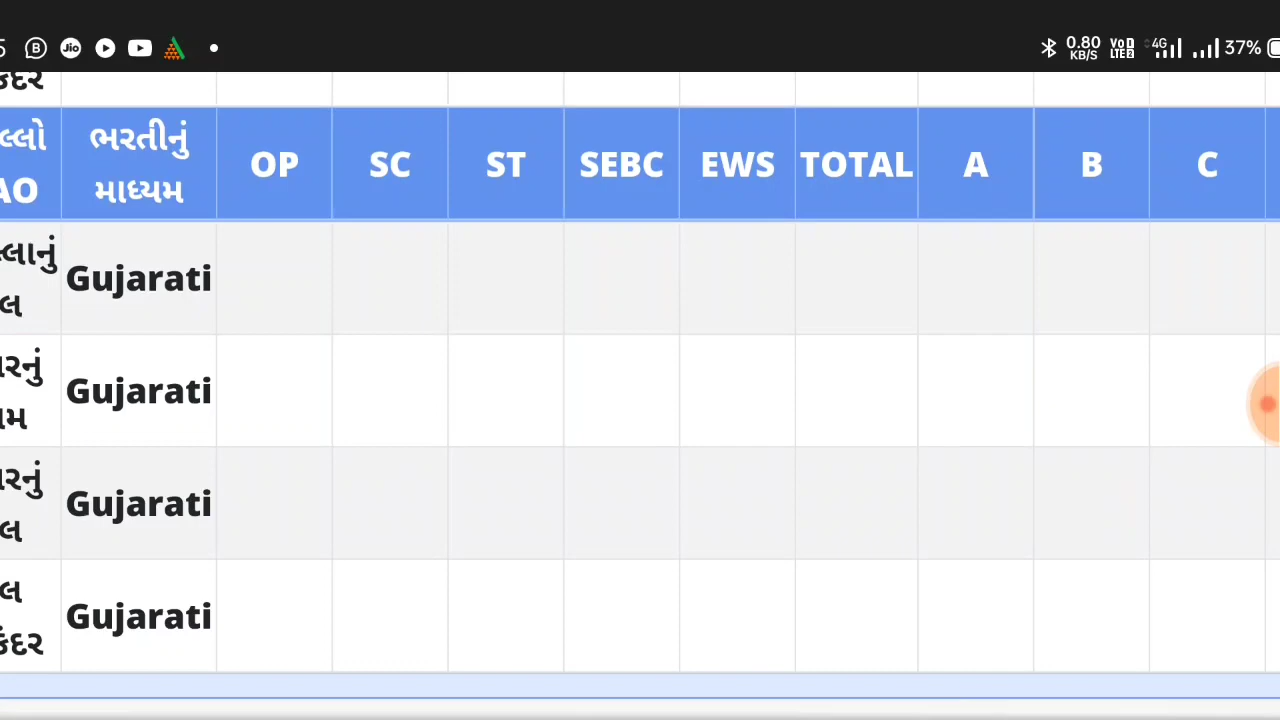 0.80
KB/S
4G
37%
ભરતીનું
માધ્યમ
OP SC ST SEBC EWS TOTAL A B C
Gujarati
Gujarati
Gujarati
Gujarati